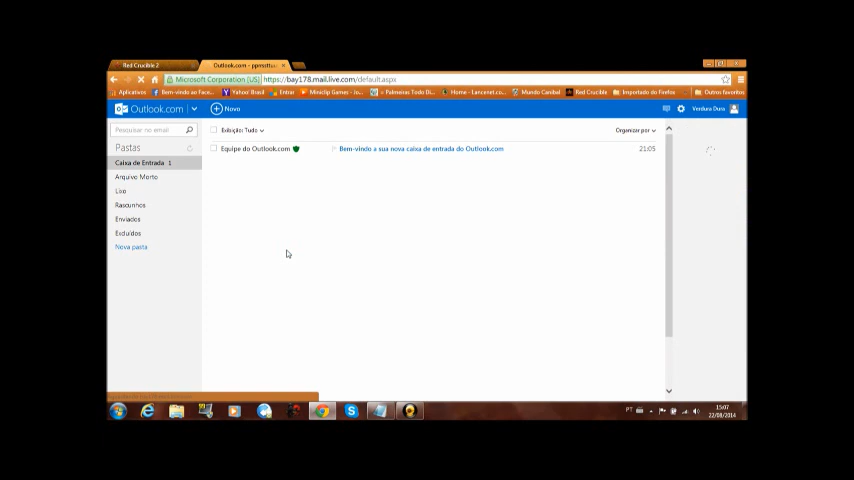 Red Crucible 2
Outlook.com -
Microsoft Corporation [US] https://bay178.mail.live.com/default.aspx
Aplicativos Bem-vindo ao Face... Yahoo! Brasil Entrar Miniclip Games - Jo... » Palmeiras Todo Di... Home - Lancenet.co... Mundo Canibal Red Crucible Importado do Firefox Outros favoritos
Outlook.com Novo Verdura Dura
Pesquisar no email Exibição: Tudo Organizar por
Pastas
Equipe do Outlook.com Bem-vindo a sua nova caixa de entrada do Outlook.com 21:05
Caixa de Entrada 1
Arquivo Morto
Lixo
Rascunhos
Enviados
Excluídos
Nova pasta
PT 15:07
22/08/2014